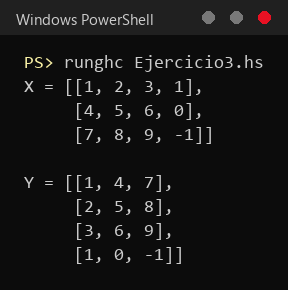 Windows PowerShell
PS> runghc Ejercicio3.hs
X = [[1, 2, 3, 1],
     [4, 5, 6, 0],
     [7, 8, 9, -1]]

Y = [[1, 4, 7],
     [2, 5, 8],
     [3, 6, 9],
     [1, 0, -1]]